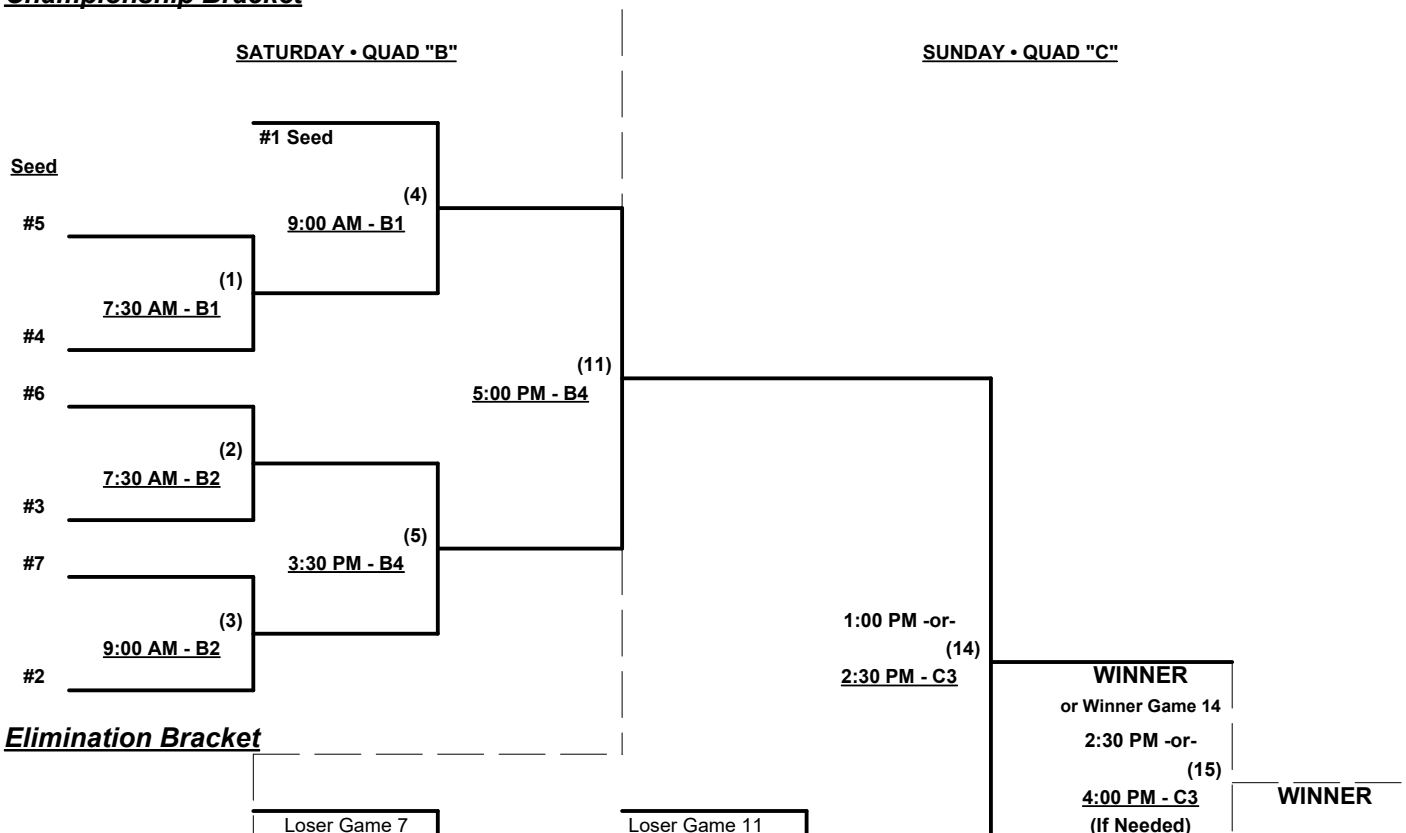 Championship Bracket
SATURDAY • QUAD "B"
SUNDAY · QUAD "C"
#1 Seed
Seed
(4)
#5
9:00 AM - B1
(1)
7:30 AM - B1
#4
(11)
#6
5:00 PM - B4
(2)
7:30 AM - B2
#3
(5)
#7
3:30 PM - B4
(3)
1:00 PM -or-
9:00 AM - B2
(14)
#2
2:30 PM - C3
WINNER
or Winner Game 14
Elimination Bracket
2:30 PM -or-
(15)
4:00 PM - C3
WINNER
Loser Game 7
Loser Game 11
(If Needed)